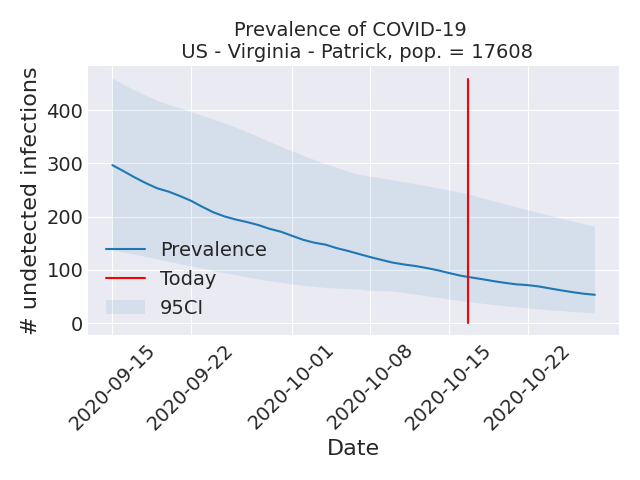 Prevalence of COVID-19
US - Virginia - Patrick, pop. = 17608
# undetected infections
400
300
200
100
0
Prevalence
Today
95CI
2020-09-15
2020-09-22
2020-10-01
2020-10-08
2020-10-15
2020-10-22
Date